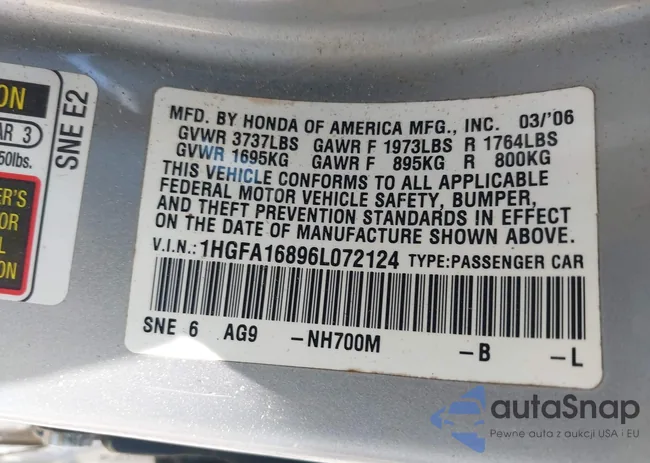 ON
AR 3
50lbs.
ER'S
OR
L
ON
SNE E2
MFD. BY HONDA OF AMERICA MFG., INC. 03/'06
GVWR 3737LBS GAWR F 1973LBS R 1764LBS
GVWR 1695KG GAWR F 895KG R 800KG
THIS VEHICLE CONFORMS TO ALL APPLICABLE
FEDERAL MOTOR VEHICLE SAFETY, BUMPER,
AND THEFT PREVENTION STANDARDS IN EFFECT
ON THE DATE OF MANUFACTURE SHOWN ABOVE.
V.I.N.: 1HGFA16896L072124 TYPE:PASSENGER CAR
SNE 6 AG9 -NH700M -B -L
autoSnap
Pewne auta z aukcji USA i EU